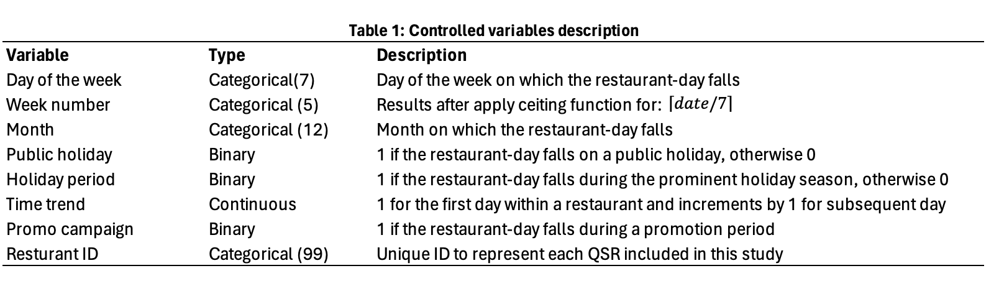 Table 1: Controlled variables description
Variable Type Description
Day of the week Categorical(7) Day of the week on which the restaurant-day falls
Week number Categorical (5) Results after apply ceiting function for: ⌈date/7⌉
Month Categorical (12) Month on which the restaurant-day falls
Public holiday Binary 1 if the restaurant-day falls on a public holiday, otherwise 0
Holiday period Binary 1 if the restaurant-day falls during the prominent holiday season, otherwise 0
Time trend Continuous 1 for the first day within a restaurant and increments by 1 for subsequent day
Promo campaign Binary 1 if the restaurant-day falls during a promotion period
Resturant ID Categorical (99) Unique ID to represent each QSR included in this study